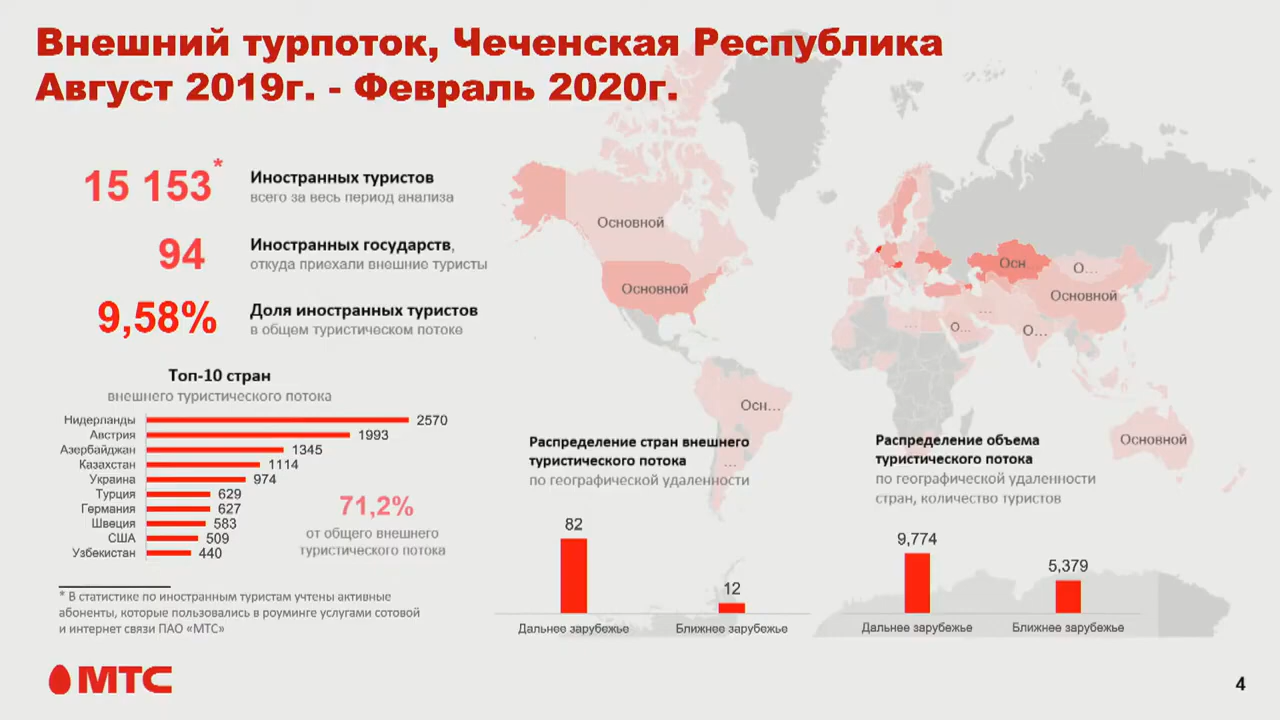 Внешний турпоток, Чеченская Республика
Август 2019г. - Февраль 2020г.
15 153*
Иностранных туристов
всего за весь период анализа
94
Иностранных государств,
откуда приехали внешние туристы
9,58%
Доля иностранных туристов
в общем туристическом потоке
Топ-10 стран
внешнего туристического потока
Нидерланды 2570
Австрия 1993
Азербайджан 1345
Казахстан 1114
Украина 974
Турция 629
Германия 627
Швеция 583
США 509
Узбекистан 440
71,2%
от общего внешнего
туристического потока
* В статистике по иностранным туристам учтены активные
абоненты, которые пользовались в роуминге услугами сотовой
и интернет связи ПАО «МТС»
Основной
Основной
Осн...
...
Осн
О...
Основной
...
О...
...
О...
Основной
Распределение стран внешнего
туристического потока
по географической удаленности
82
12
Дальнее зарубежье
Ближнее зарубежье
Распределение объема
туристического потока
по географической удаленности
стран, количество туристов
9,774
5,379
Дальнее зарубежье
Ближнее зарубежье
МТС
4